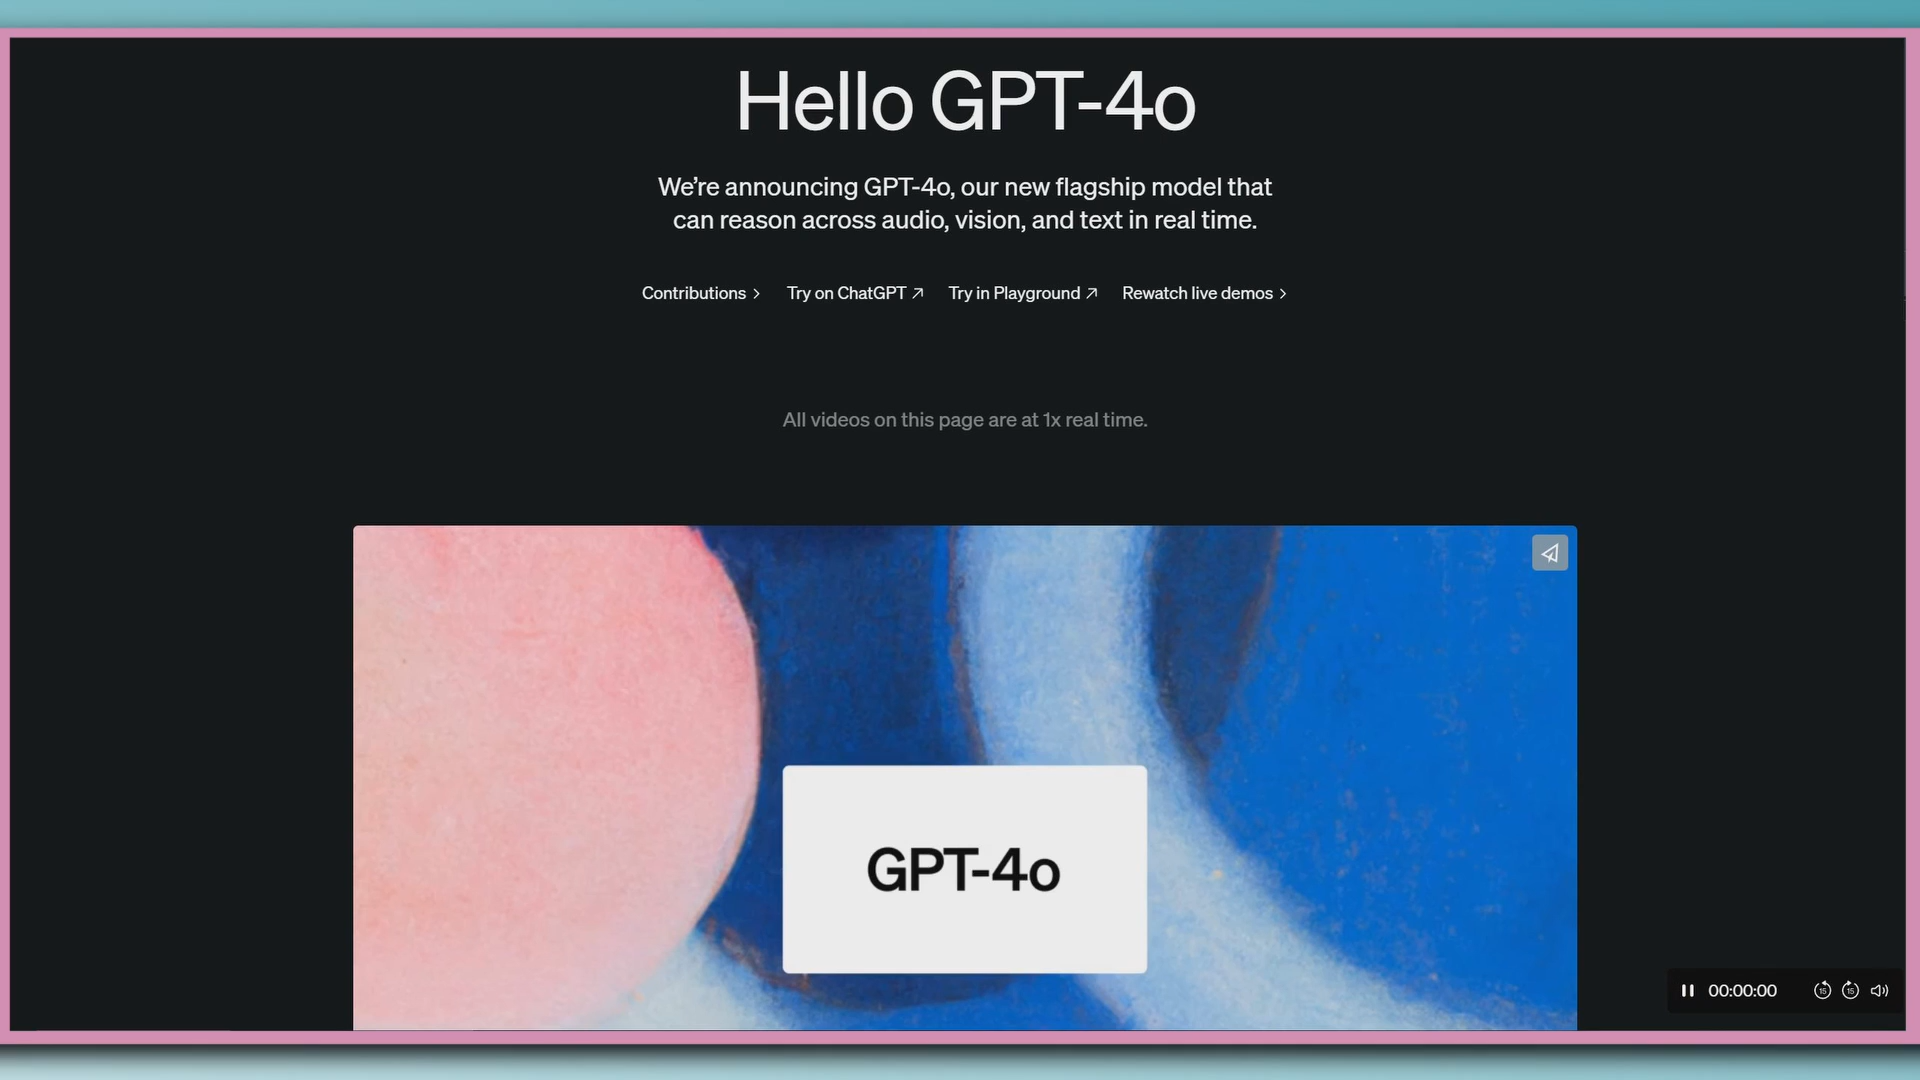 Hello GPT-4o
We’re announcing GPT-4o, our new flagship model that
can reason across audio, vision, and text in real time.
Contributions
Try on ChatGPT
Try in Playground
Rewatch live demos
All videos on this page are at 1x real time.
GPT-4o
00:00:00
15
15